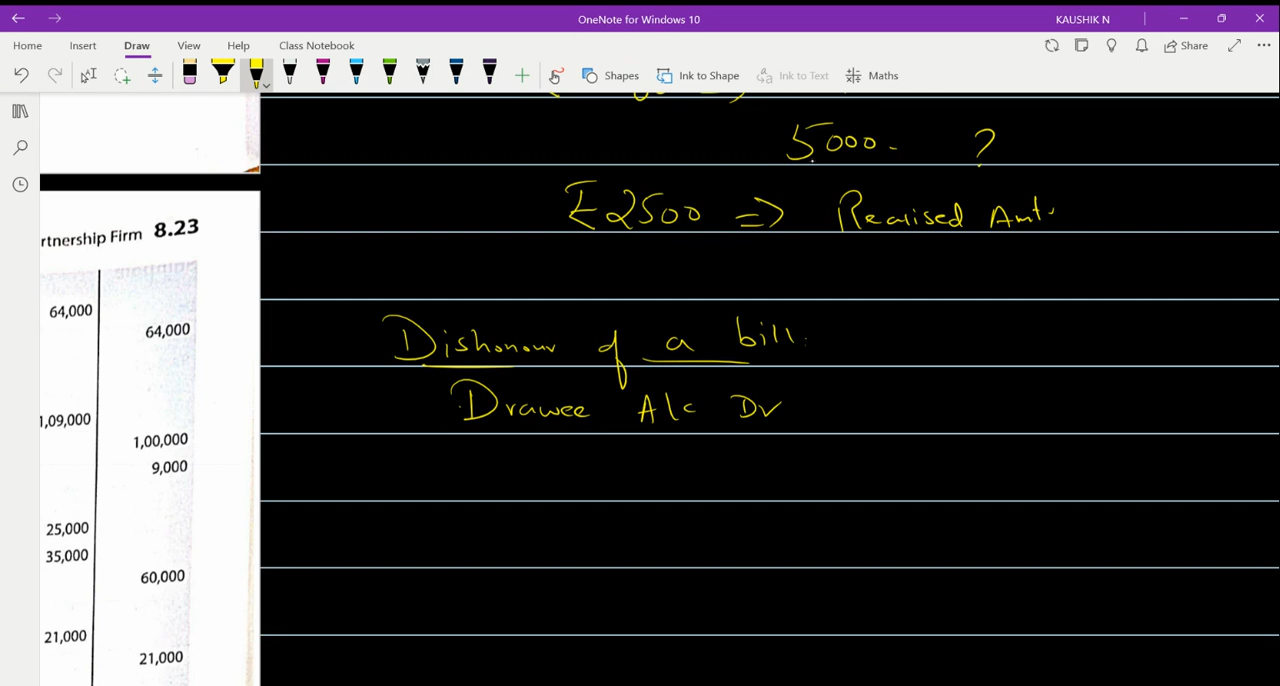 OneNote for Windows 10
KAUSHIK N
Home Insert Draw View Help Class Notebook
Share
Shapes Ink to Shape Ink to Text Maths
5000.- ?
₹2500 => Realised Amt.
rtnership Firm 8.23
64,000
64,000
Dishonour of a bill.
Drawee A/c Dr
1,09,000
1,00,000
9,000
25,000
35,000
60,000
21,000
21,000